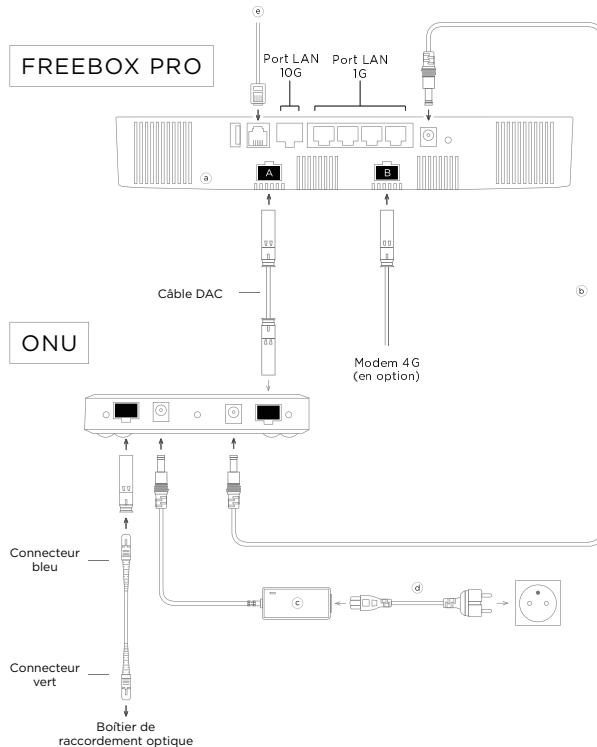 e
FREEBOX PRO
Port LAN
10G
Port LAN
1G
A
B
a
Câble DAC
b
ONU
Modem 4G
(en option)
Connecteur
bleu
c
d
Connecteur
vert
Boîtier de
raccordement optique